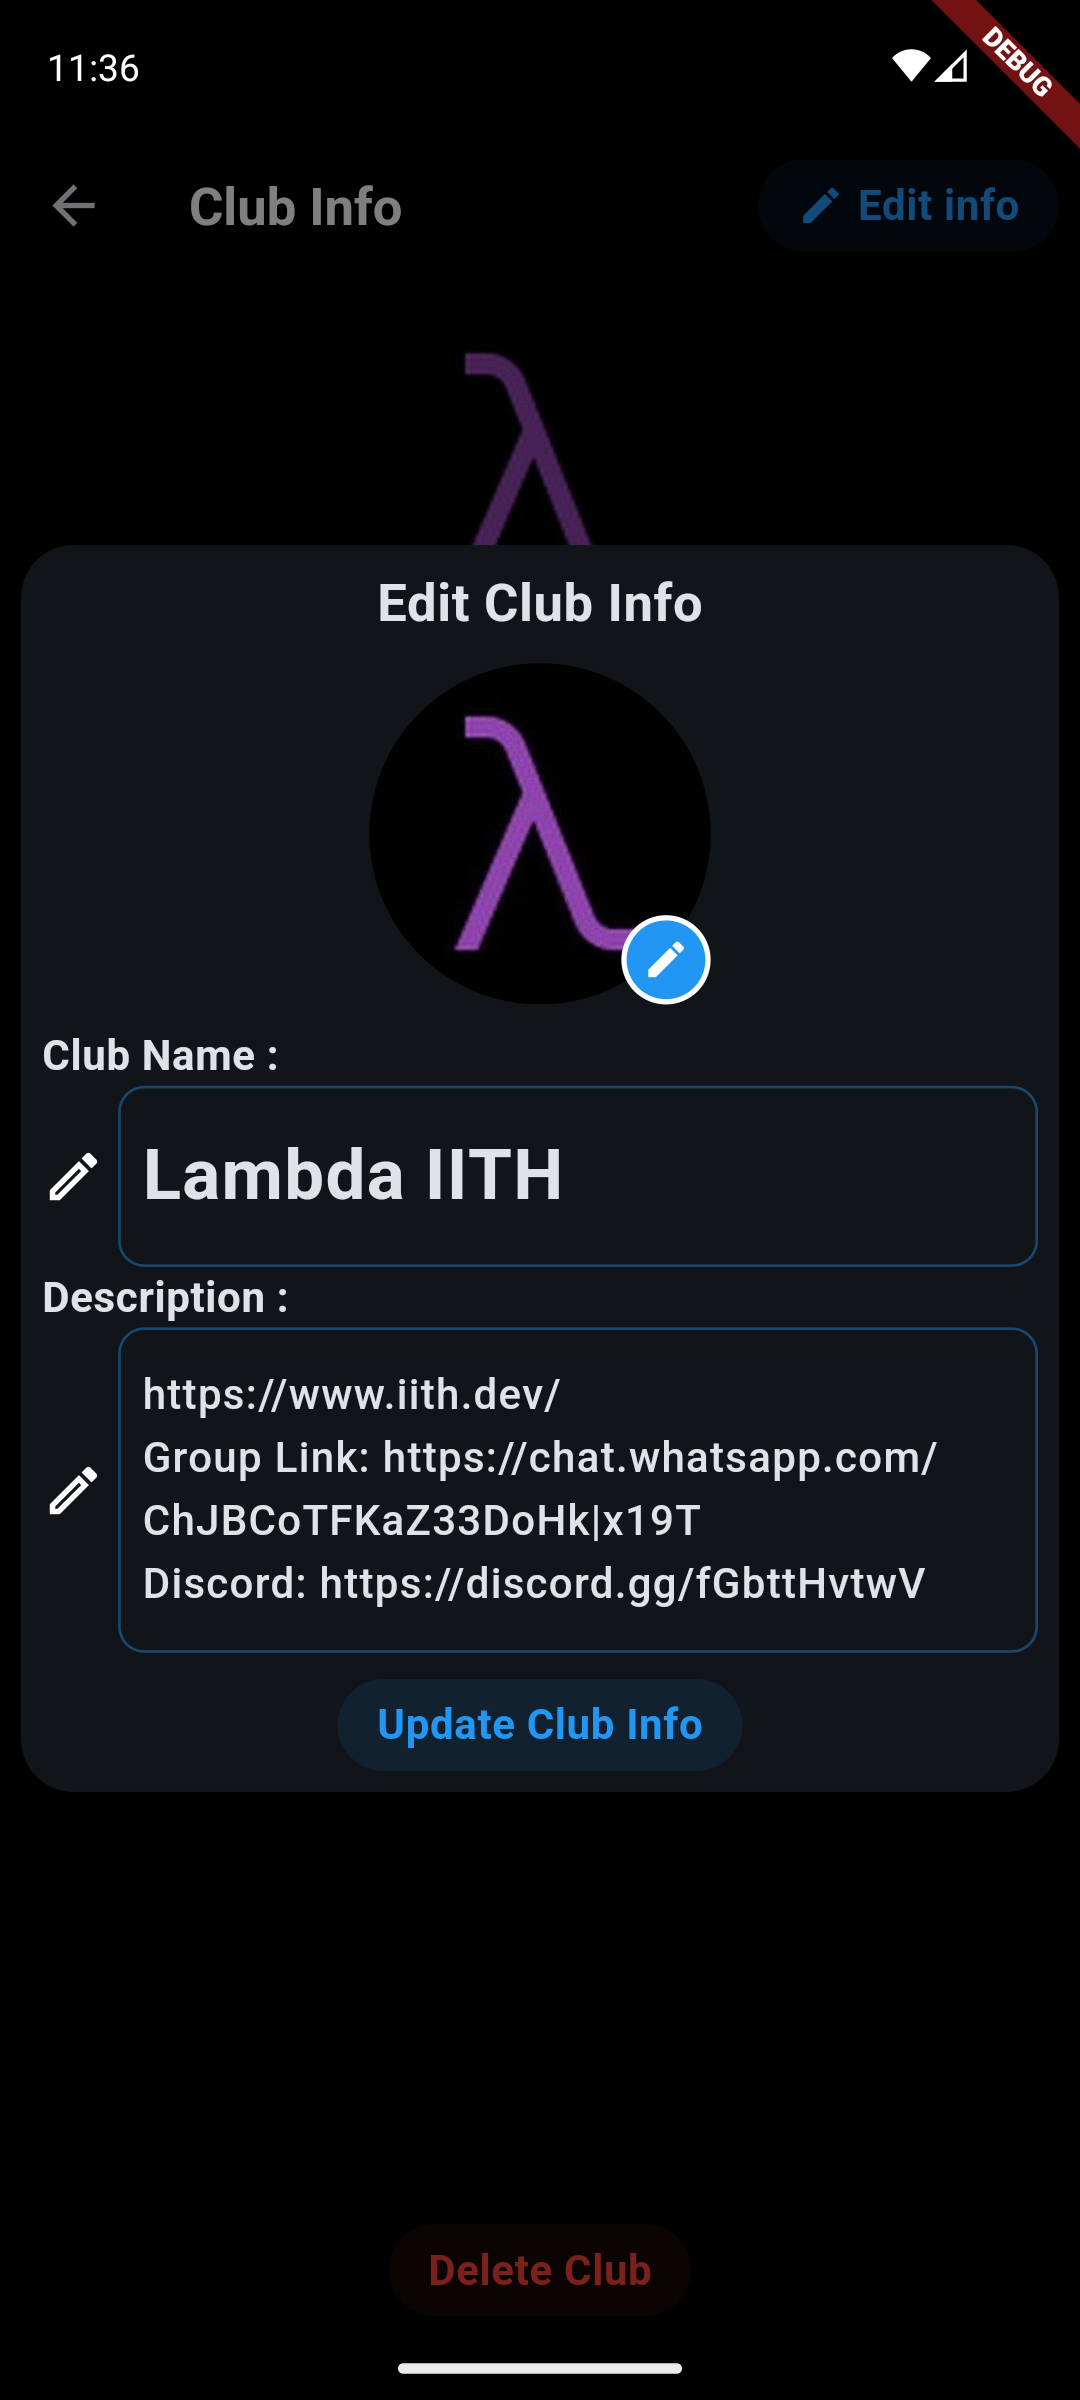 11:36
DEBUG
Club Info
Edit info
λ
Edit Club Info
λ
Club Name :
Lambda IITH
Description :
https://www.iith.dev/
Group Link: https://chat.whatsapp.com/
ChJBCoTFKaZ33DoHk|x19T
Discord: https://discord.gg/fGbttHvtwV
Update Club Info
Delete Club